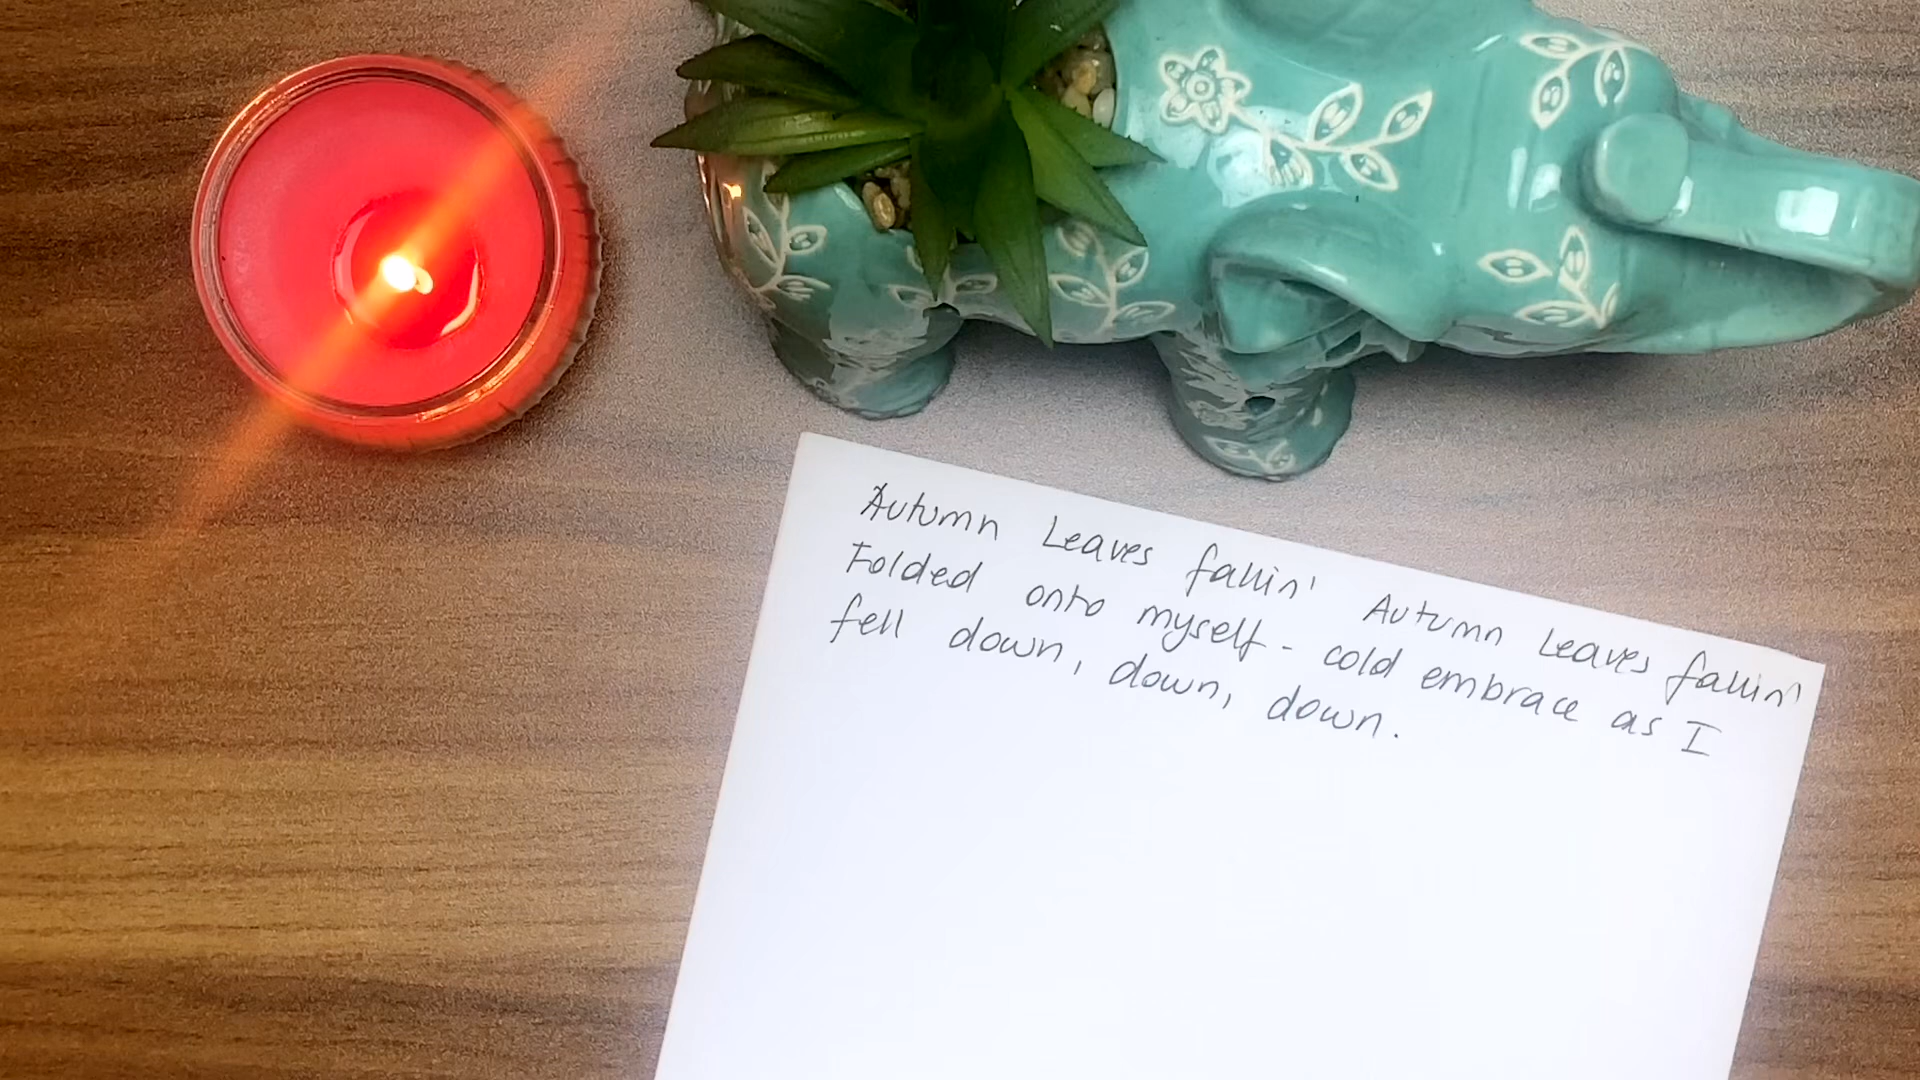 Autumn Leaves fallin' Autumn Leaves fallin'
Folded onto myself - cold embrace as I
fell down, down, down.